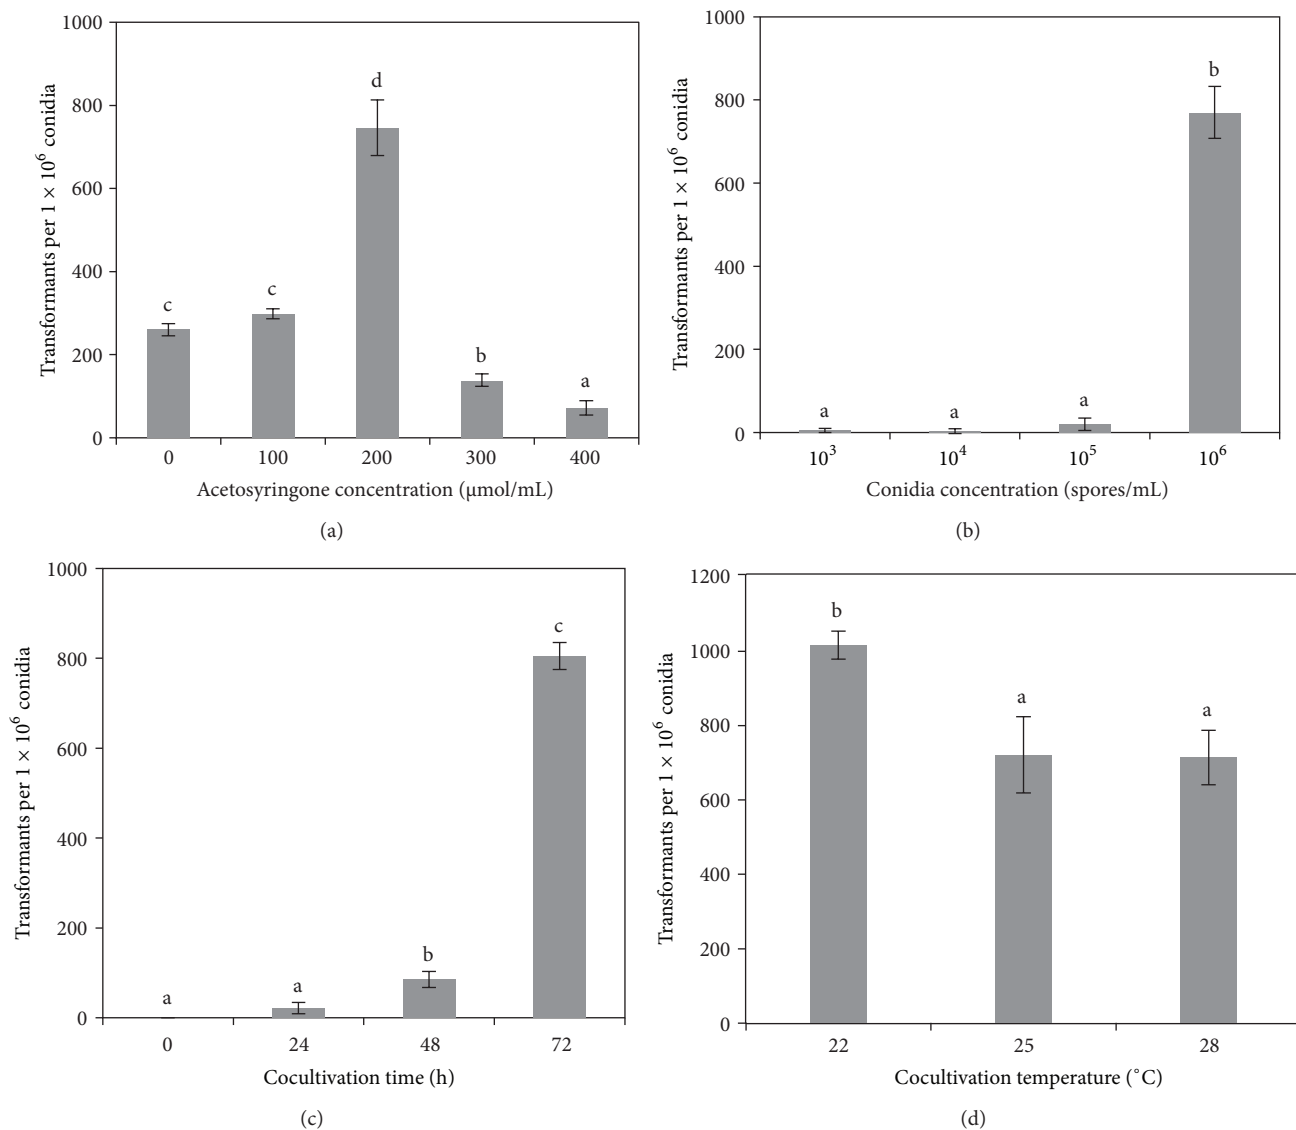 1000
800
600
400
200
0
Transformants per 1 × 10⁶ conidia
c
c
d
b
a
0 100 200 300 400
Acetosyringone concentration (μmol/mL)
(a)
1000
800
600
400
200
0
Transformants per 1 × 10⁶ conidia
a
a
a
b
10³ 10⁴ 10⁵ 10⁶
Conidia concentration (spores/mL)
(b)
1000
800
600
400
200
0
Transformants per 1 × 10⁶ conidia
a
a
b
c
0 24 48 72
Cocultivation time (h)
(c)
1200
1000
800
600
400
200
0
Transformants per 1 × 10⁶ conidia
b
a
a
22 25 28
Cocultivation temperature (°C)
(d)